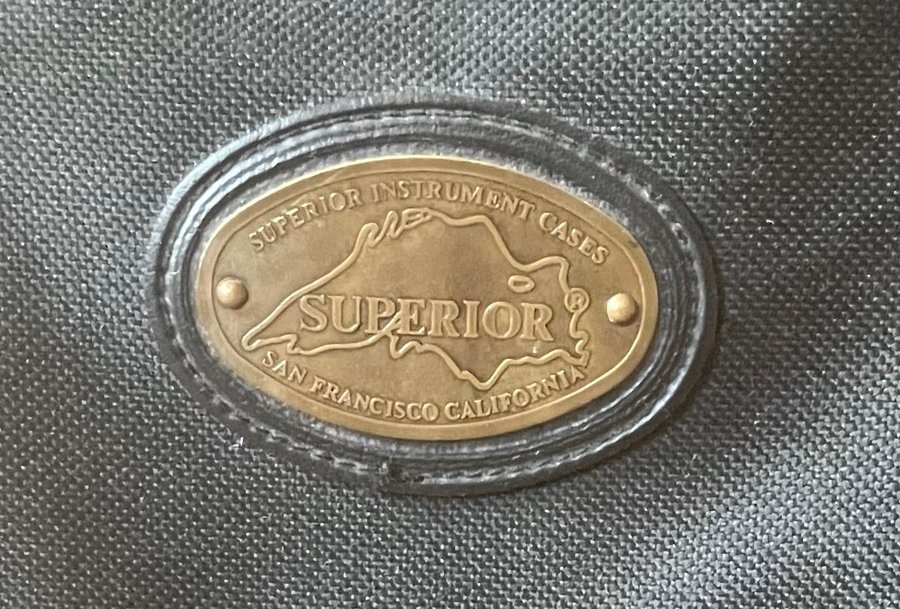 SUPERIOR INSTRUMENT CASES
SUPERIOR®
SAN FRANCISCO CALIFORNIA